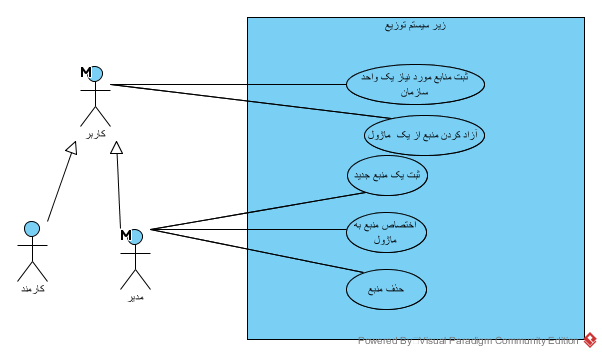 زیر سیستم توزیع
M
ثبت منابع مورد نیاز یک واحد
سازمان
کاربر
آزاد کردن منبع از یک ماژول
ثبت یک منبع جدید
اختصاص منبع به
ماژول
M
کارمند
مدیر
حذف منبع
Powered By Visual Paradigm Community Edition